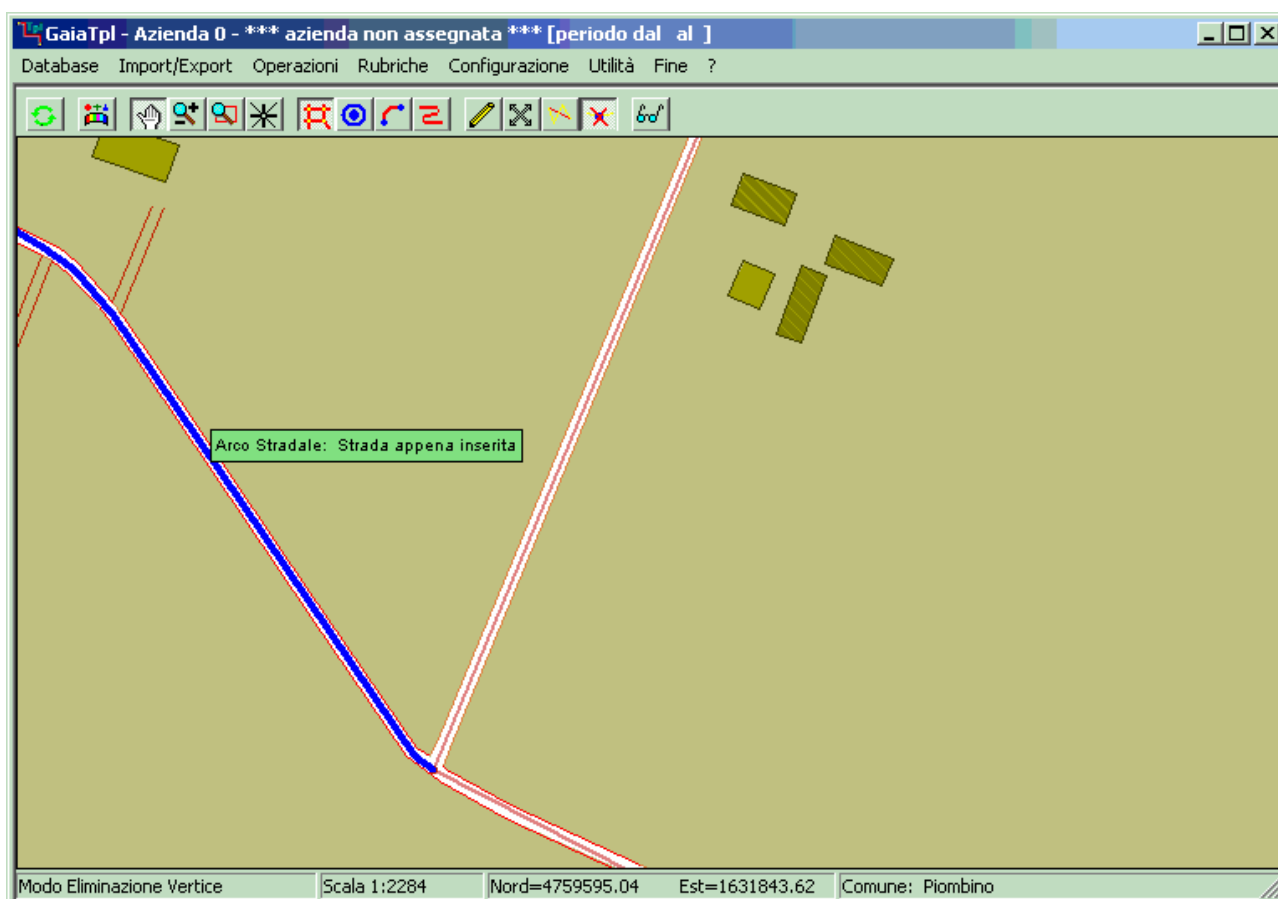 GaiaTpl - Azienda 0 - *** azienda non assegnata *** [periodo dal al ]
Database Import/Export Operazioni Rubriche Configurazione Utilità Fine ?
Arco Stradale: Strada appena inserita
Modo Eliminazione Vertice Scala 1:2284 Nord=4759595.04 Est=1631843.62 Comune: Piombino